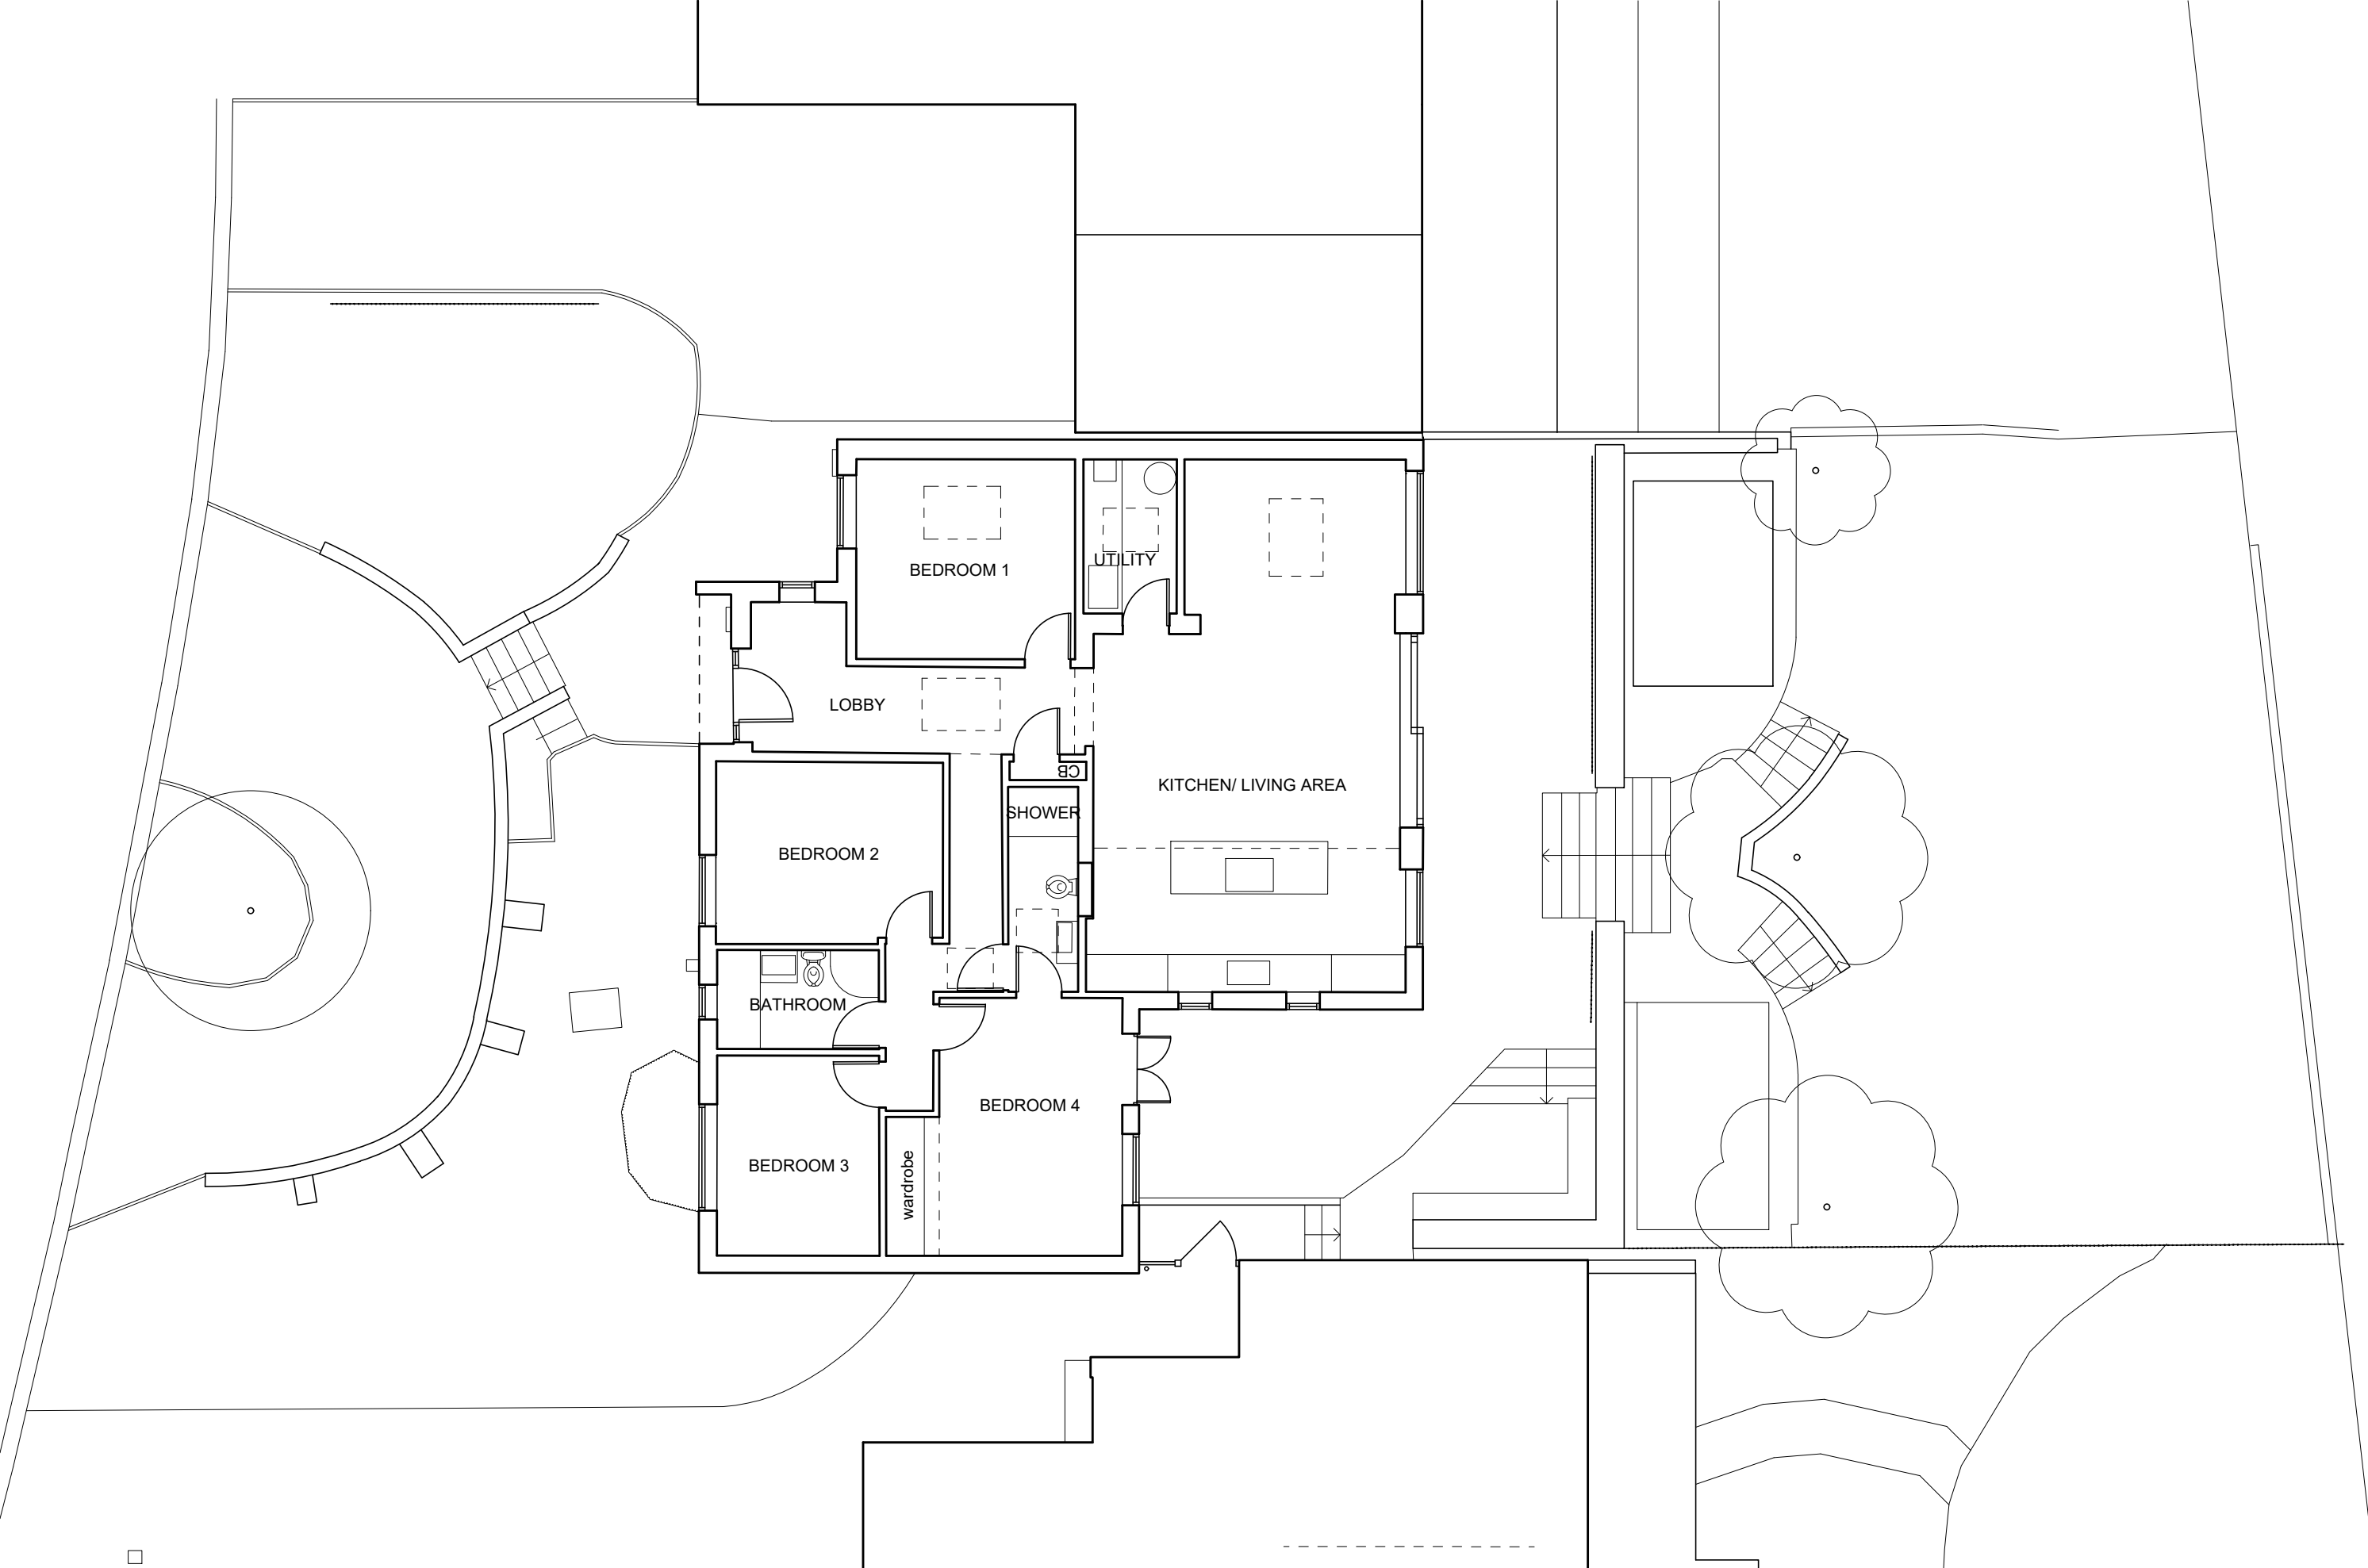 UTILITY
BEDROOM 1
LOBBY
CB
KITCHEN/ LIVING AREA
SHOWER
BEDROOM 2
BATHROOM
BEDROOM 4
BEDROOM 3
wardrobe